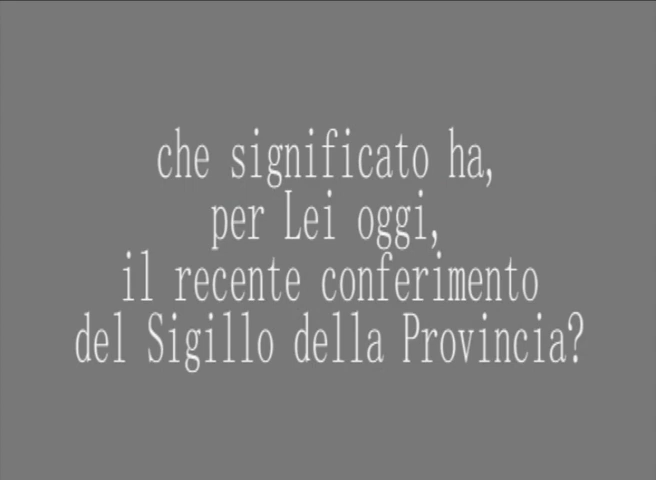 che significato ha,
per Lei oggi,
il recente conferimento
del Sigillo della Provincia?